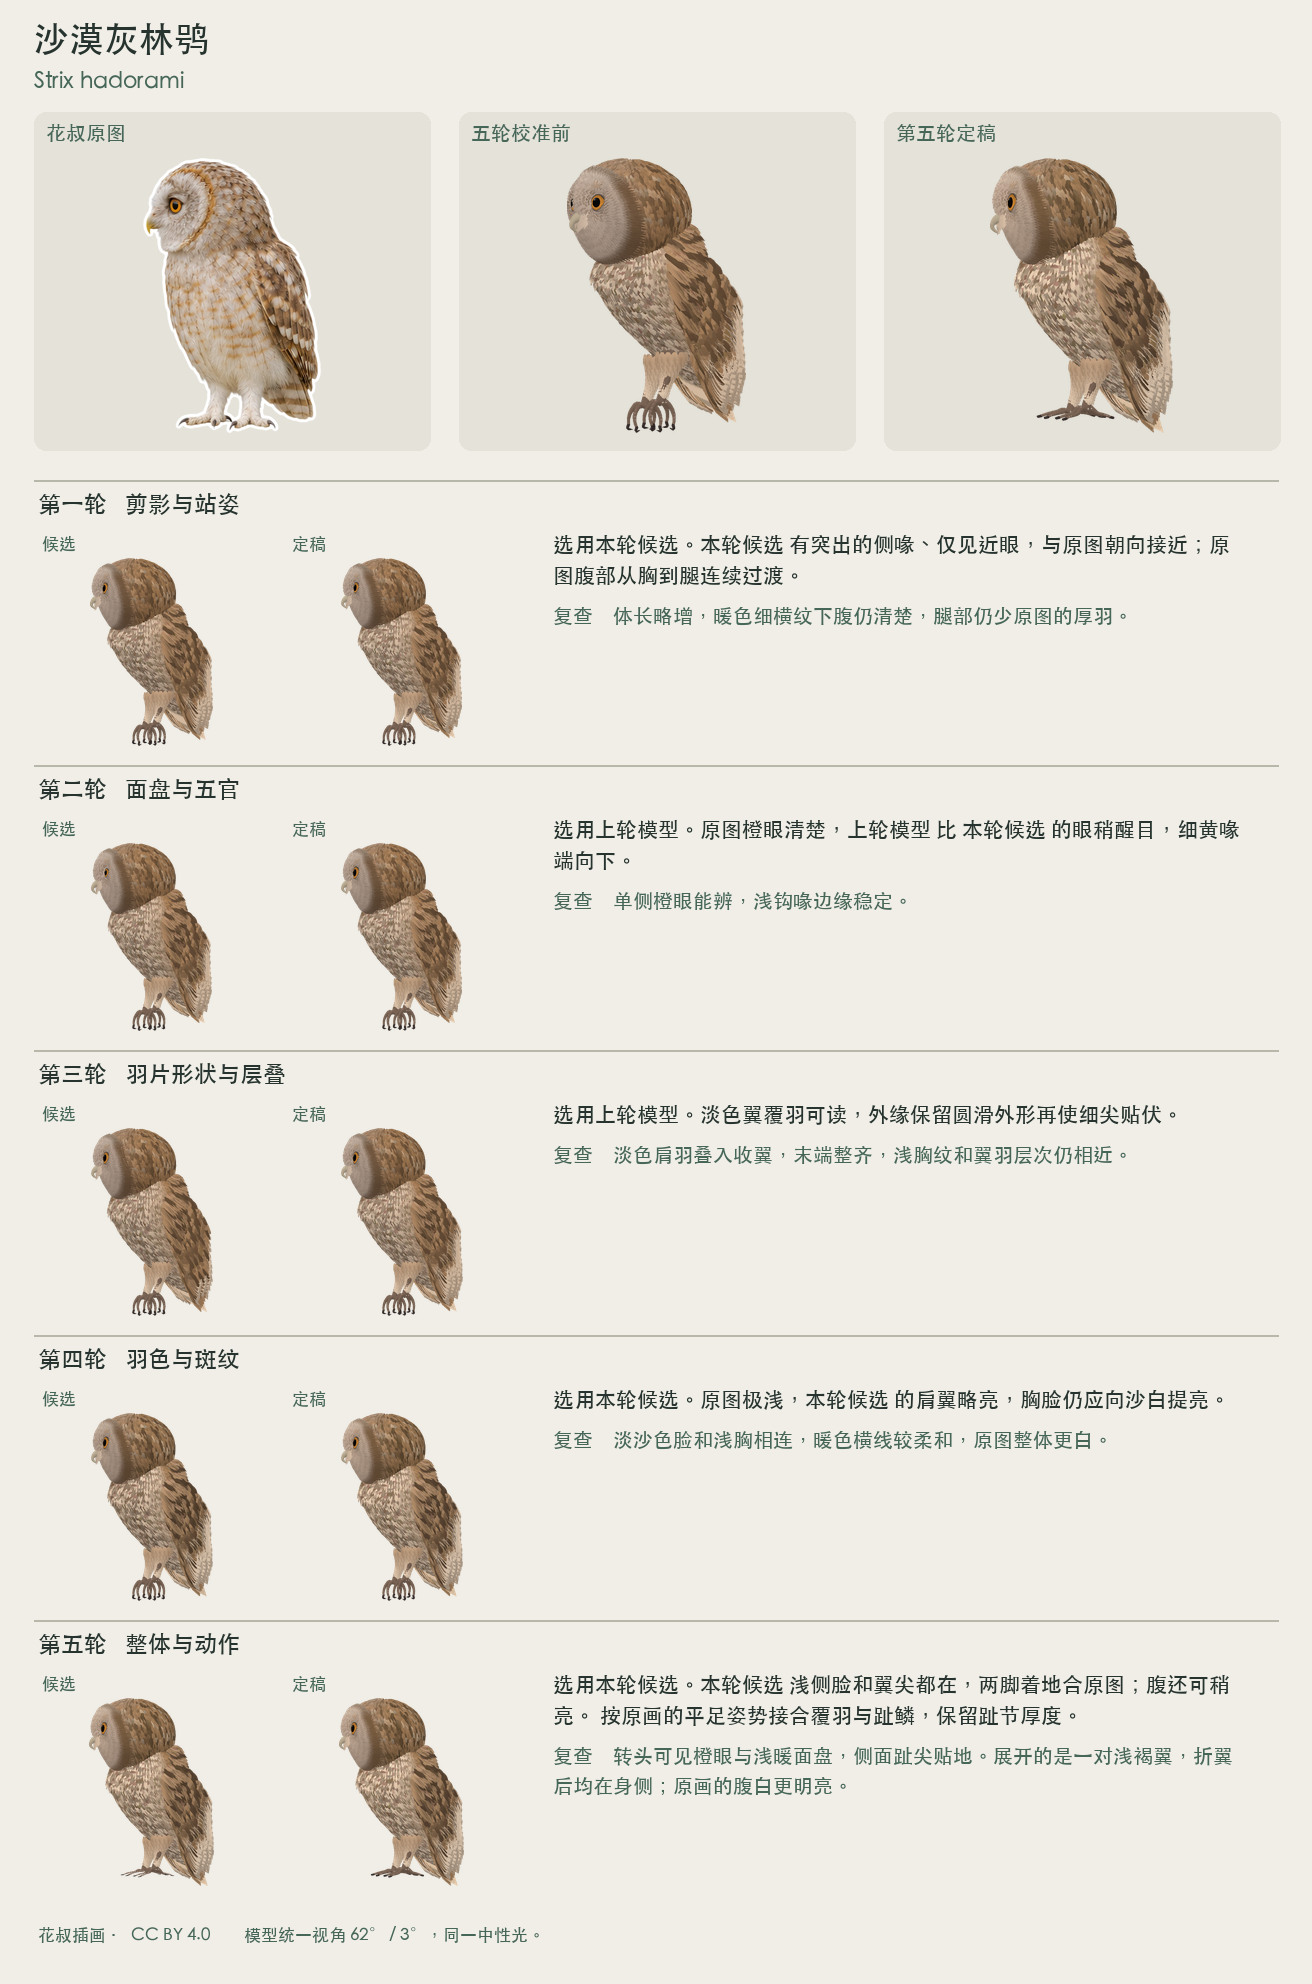 沙漠灰林鸮
Strix hadorami
花叔原图
五轮校准前
第五轮定稿
第一轮 剪影与站姿
候选
定稿
选用本轮候选。本轮候选 有突出的侧喙、仅见近眼，与原图朝向接近；原
图腹部从胸到腿连续过渡。
复查 体长略增，暖色细横纹下腹仍清楚，腿部仍少原图的厚羽。
第二轮 面盘与五官
候选
定稿
选用上轮模型。原图橙眼清楚，上轮模型 比 本轮候选 的眼稍醒目，细黄喙
端向下。
复查 单侧橙眼能辨，浅钩喙边缘稳定。
第三轮 羽片形状与层叠
候选
定稿
选用上轮模型。淡色翼覆羽可读，外缘保留圆滑外形再使细尖贴伏。
复查 淡色肩羽叠入收翼，末端整齐，浅胸纹和翼羽层次仍相近。
第四轮 羽色与斑纹
候选
定稿
选用本轮候选。原图极浅，本轮候选 的肩翼略亮，胸脸仍应向沙白提亮。
复查 淡沙色脸和浅胸相连，暖色横线较柔和，原图整体更白。
第五轮 整体与动作
候选
定稿
选用本轮候选。本轮候选 浅侧脸和翼尖都在，两脚着地合原图；腹还可稍
亮。 按原画的平足姿势接合覆羽与趾鳞，保留趾节厚度。
复查 转头可见橙眼与浅暖面盘，侧面趾尖贴地。展开的是一对浅褐翼，折翼
后均在身侧；原画的腹白更明亮。
花叔插画· CC BY 4.0 模型统一视角 62° / 3° ，同一中性光。